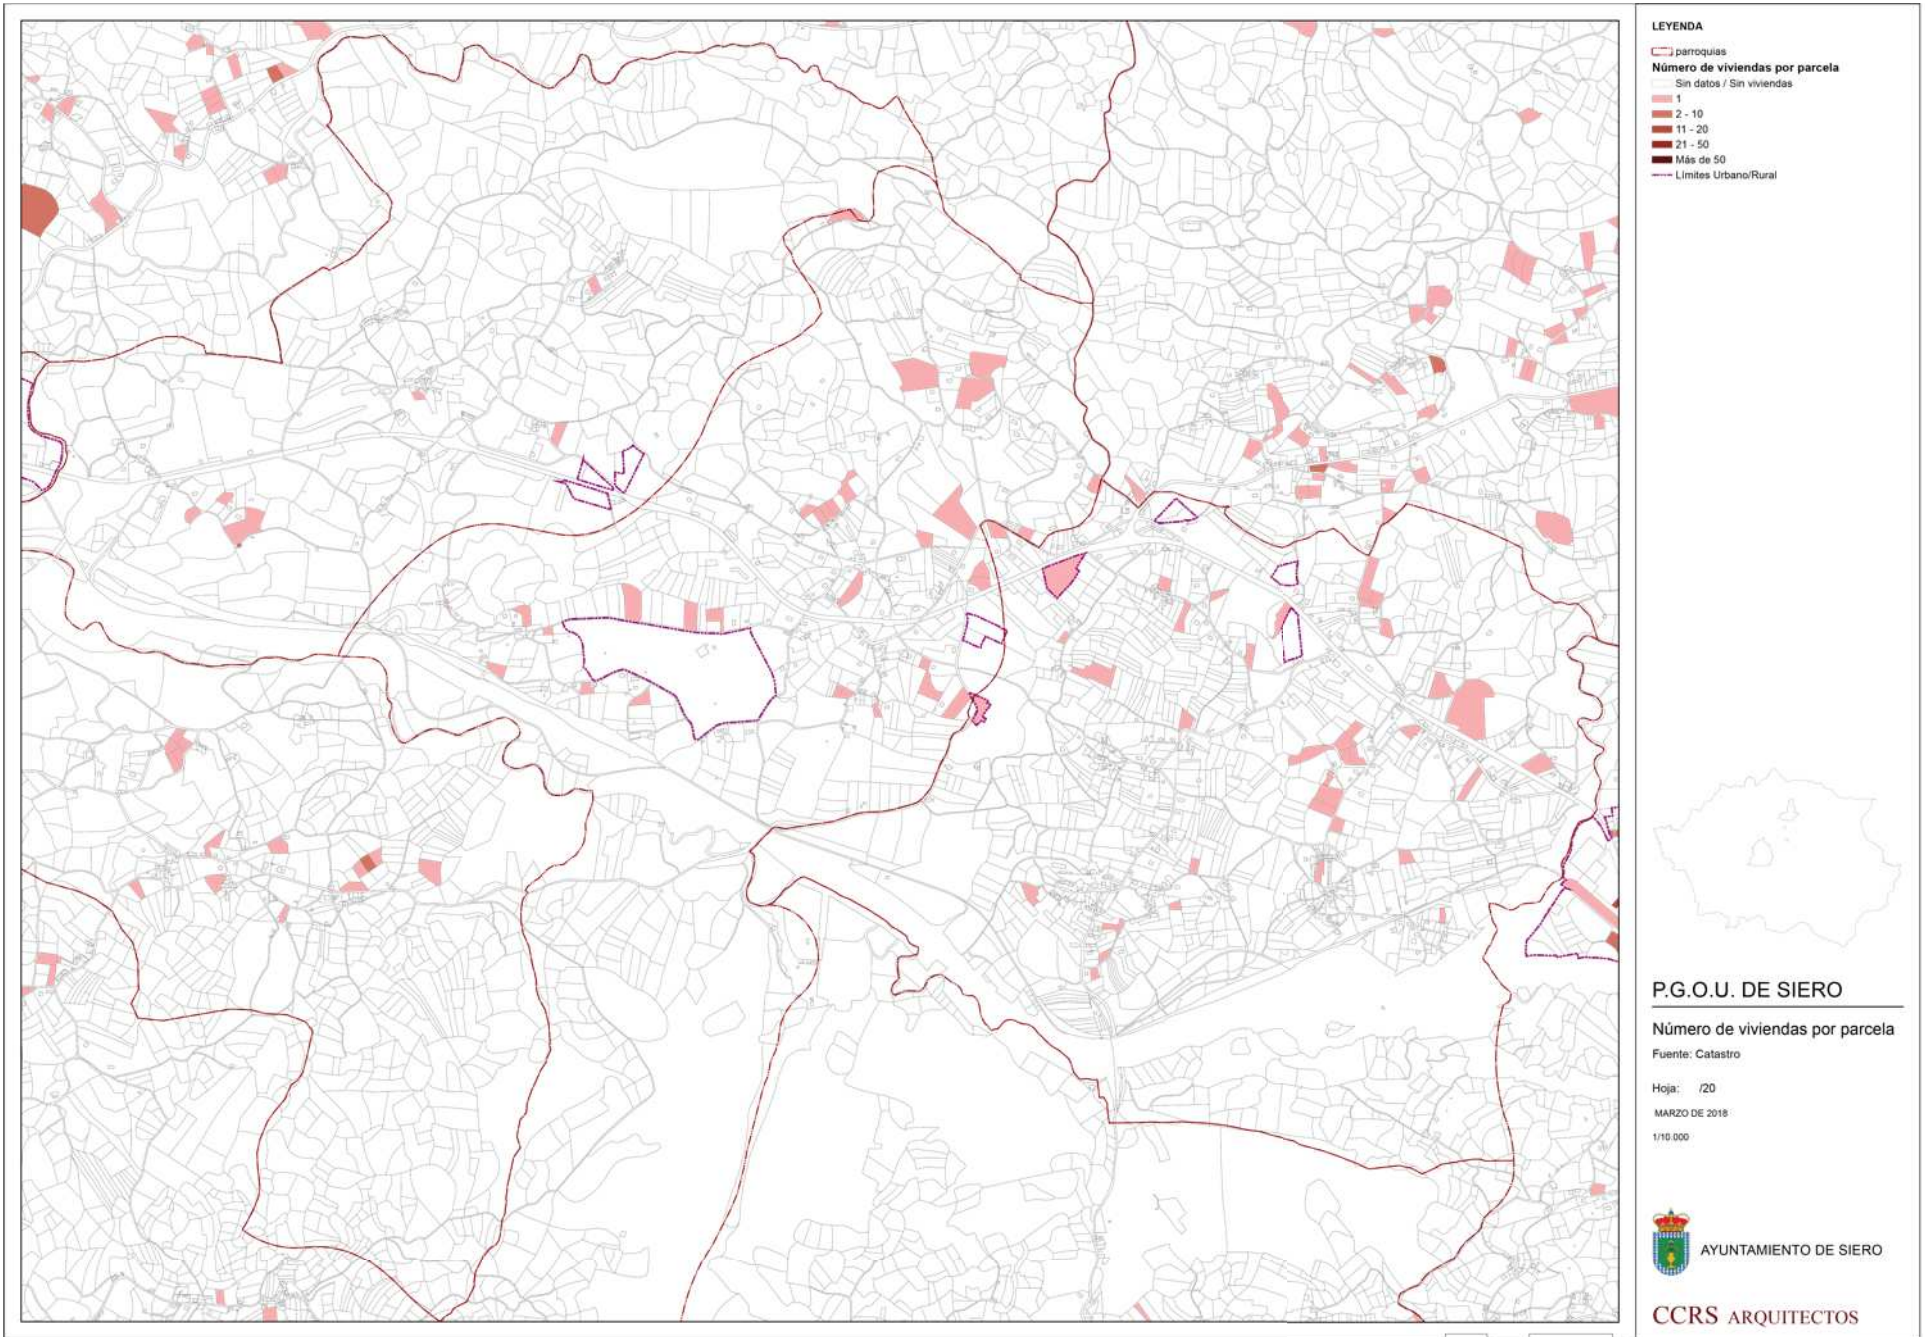 LEYENDA
parroquias
Número de viviendas por parcela
Sin datos / Sin viviendas
1
2 - 10
11 - 20
21 - 50
Más de 50
Límites Urbano/Rural
P.G.O.U. DE SIERO
Número de viviendas por parcela
Fuente: Catastro
Hoja: /20
MARZO DE 2018
1/10.000
AYUNTAMIENTO DE SIERO
CCRS ARQUITECTOS